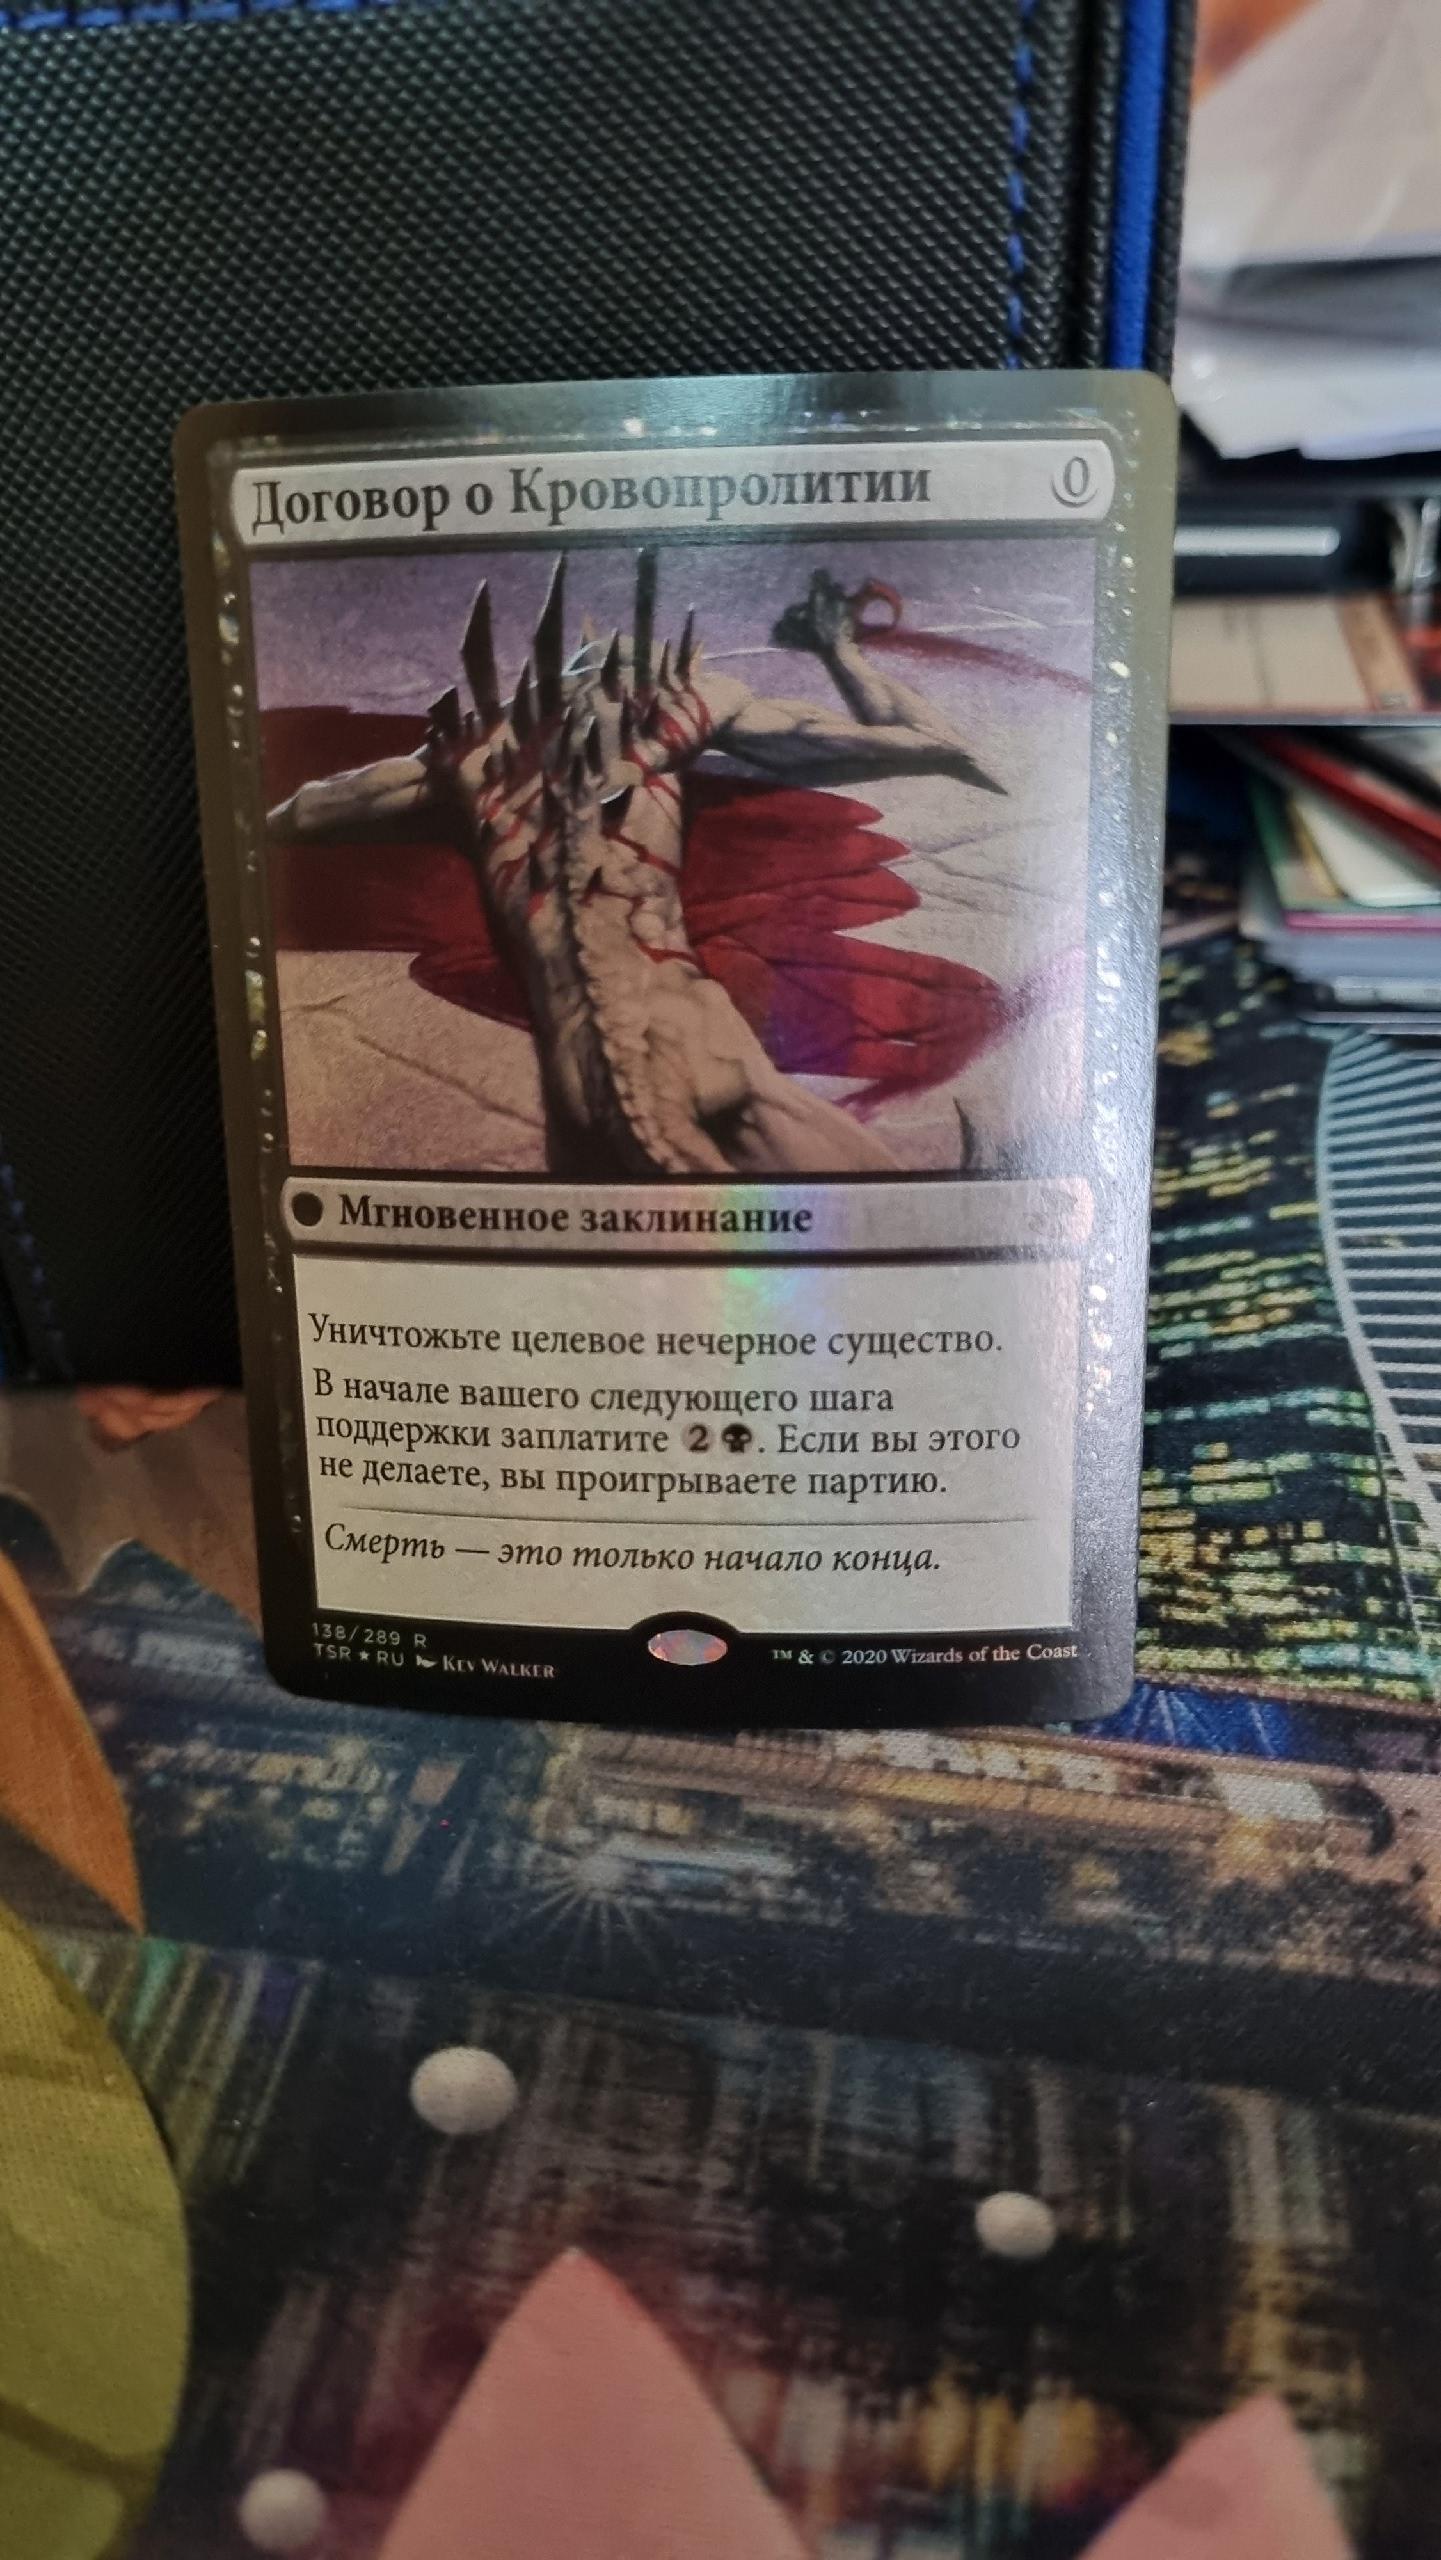 Договор о Кровопролитии 0
Мгновенное заклинание
Уничтожьте целевое нечерное существо.
В начале вашего следующего шага
поддержки заплатите 2. Если вы этого
не делаете, вы проигрываете партию.
Смерть — это только начало конца.
138/289 R
TSR ★ RU KEV WALKER
™ & © 2020 Wizards of the Coast